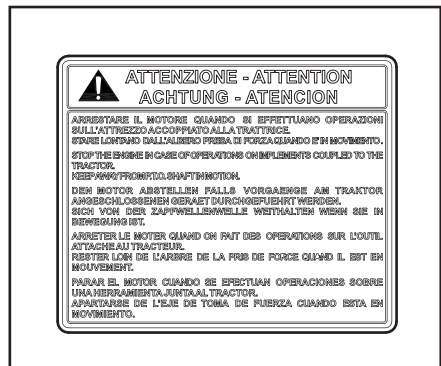 ATTENZIONE - ATTENTION
ACHTUNG - ATENCION
ARRESTARE IL MOTORE QUANDO SI EFFETTUANO OPERAZIONI
SULL'ATTREZZO ACCOPPIATO ALLA TRATTRICE.
STARE LONTANO DALL'ALBERO PRESA DI FORZA QUANDO E' IN MOVIMENTO.
STOP THE ENGINE IN CASE OF OPERATIONS ON IMPLEMENTS COUPLED TO THE
TRACTOR.
KEEP AWAY FROM P.T.O. SHAFT IN MOTION.
DEN MOTOR ABSTELLEN FALLS VORGAENGE AM TRAKTOR
ANGESCHLOSSENEN GERAET DURCHGEFUEHRT WERDEN.
SICH VON DER ZAPFWELLENWELLE WEITHALTEN WENN SIE IN
BEWEGUNG IST.
ARRETER LE MOTER QUAND ON FAIT DES OPERATIONS SUR L'OUTIL
ATTACHE AU TRACTEUR.
RESTER LOIN DE L'ARBRE DE LA PRIS DE FORCE QUAND IL EST EN
MOUVEMENT.
PARAR EL MOTOR CUANDO SE EFECTUAN OPERACIONES SOBRE
UNA HERRAMIENTA JUNTA AL TRACTOR.
APARTARSE DE L'EJE DE TOMA DE FUERZA CUANDO ESTA EN
MOVIMIENTO.